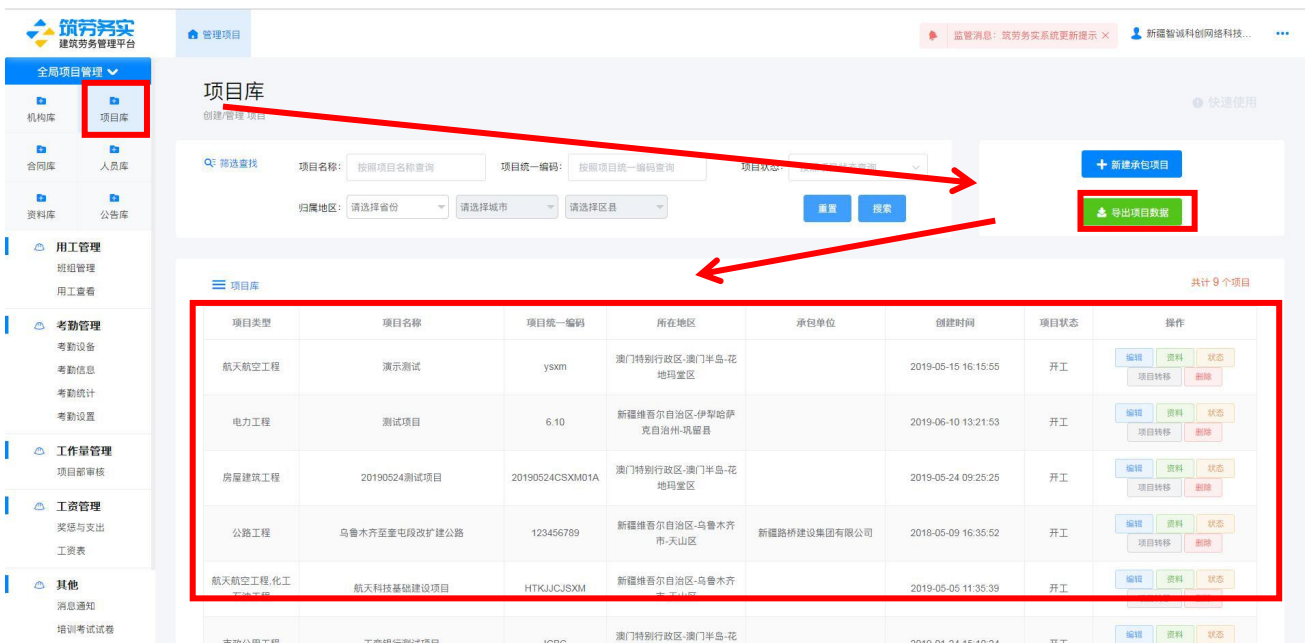 筑劳务实
建筑劳务管理平台
管理项目
监管消息：筑劳务实系统更新提示 ×
新疆智诚科创网络科技...
全局项目管理
机构库
项目库
合同库
人员库
资料库
公告库
用工管理
班组管理
用工查看
考勤管理
考勤设备
考勤信息
考勤统计
考勤设置
工作量管理
项目部审核
工资管理
奖惩与支出
工资表
其他
消息通知
培训考试试卷
项目库
创建/管理 项目
快速使用
筛选查找
项目名称： 按照项目名称查询
项目统一编码： 按照项目统一编码查询
项目状态：
归属地区： 请选择省份 请选择城市 请选择区县
重置 搜索
新建承包项目
导出项目数据
项目库
共计 9 个项目
项目类型 项目名称 项目统一编码 所在地区 承包单位 创建时间 项目状态 操作
航天航空工程 演示测试 ysxm 澳门特别行政区-澳门半岛-花地玛堂区 2019-05-15 16:15:55 开工 编辑 资料 状态 项目转移 删除
电力工程 测试项目 6.10 新疆维吾尔自治区-伊犁哈萨克自治州-巩留县 2019-06-10 13:21:53 开工 编辑 资料 状态 项目转移 删除
房屋建筑工程 20190524测试项目 20190524CSXM01A 澳门特别行政区-澳门半岛-花地玛堂区 2019-05-24 09:25:25 开工 编辑 资料 状态 项目转移 删除
公路工程 乌鲁木齐至奎屯段改扩建公路 123456789 新疆维吾尔自治区-乌鲁木齐市-天山区 新疆路桥建设集团有限公司 2018-05-09 16:35:52 开工 编辑 资料 状态 项目转移 删除
航天航空工程,化工石油工程 航天科技基础建设项目 HTKJJCJSXM 新疆维吾尔自治区-乌鲁木齐市-天山区 2019-05-05 11:35:39 开工 编辑 资料 状态
澳门特别行政区-澳门半岛-花 编辑 资料 状态